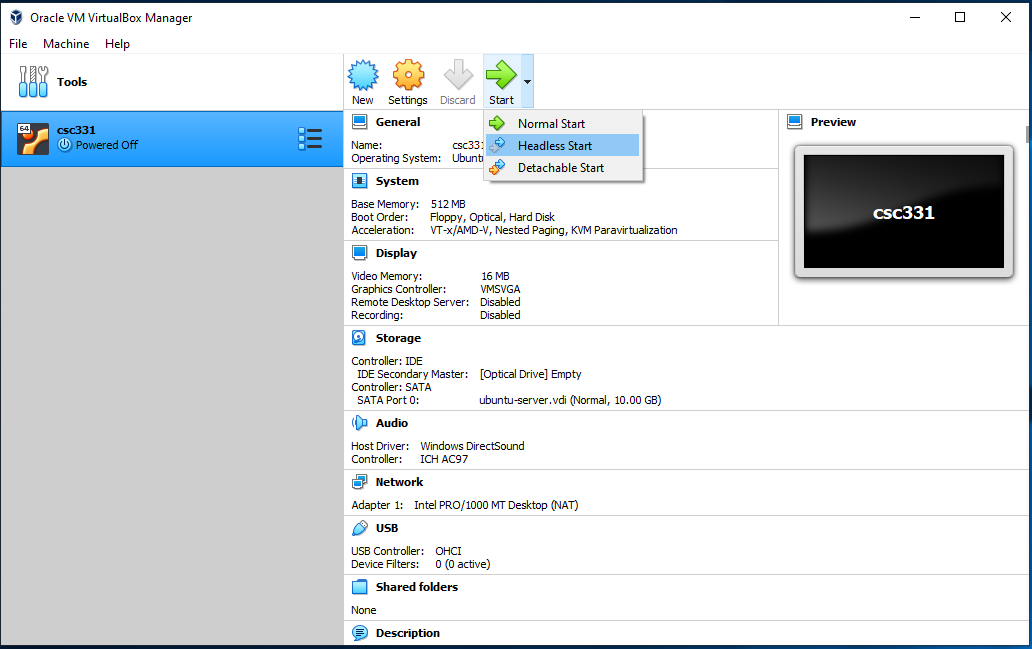 Oracle VM VirtualBox Manager
File Machine Help
Tools
New Settings Discard Start
Normal Start
Headless Start
Detachable Start
64
csc331
Powered Off
General
Name: csc331
Operating System: Ubunt
System
Base Memory: 512 MB
Boot Order: Floppy, Optical, Hard Disk
Acceleration: VT-x/AMD-V, Nested Paging, KVM Paravirtualization
Display
Video Memory: 16 MB
Graphics Controller: VMSVGA
Remote Desktop Server: Disabled
Recording: Disabled
Storage
Controller: IDE
IDE Secondary Master: [Optical Drive] Empty
Controller: SATA
SATA Port 0: ubuntu-server.vdi (Normal, 10.00 GB)
Audio
Host Driver: Windows DirectSound
Controller: ICH AC97
Network
Adapter 1: Intel PRO/1000 MT Desktop (NAT)
USB
USB Controller: OHCI
Device Filters: 0 (0 active)
Shared folders
None
Description
Preview
csc331